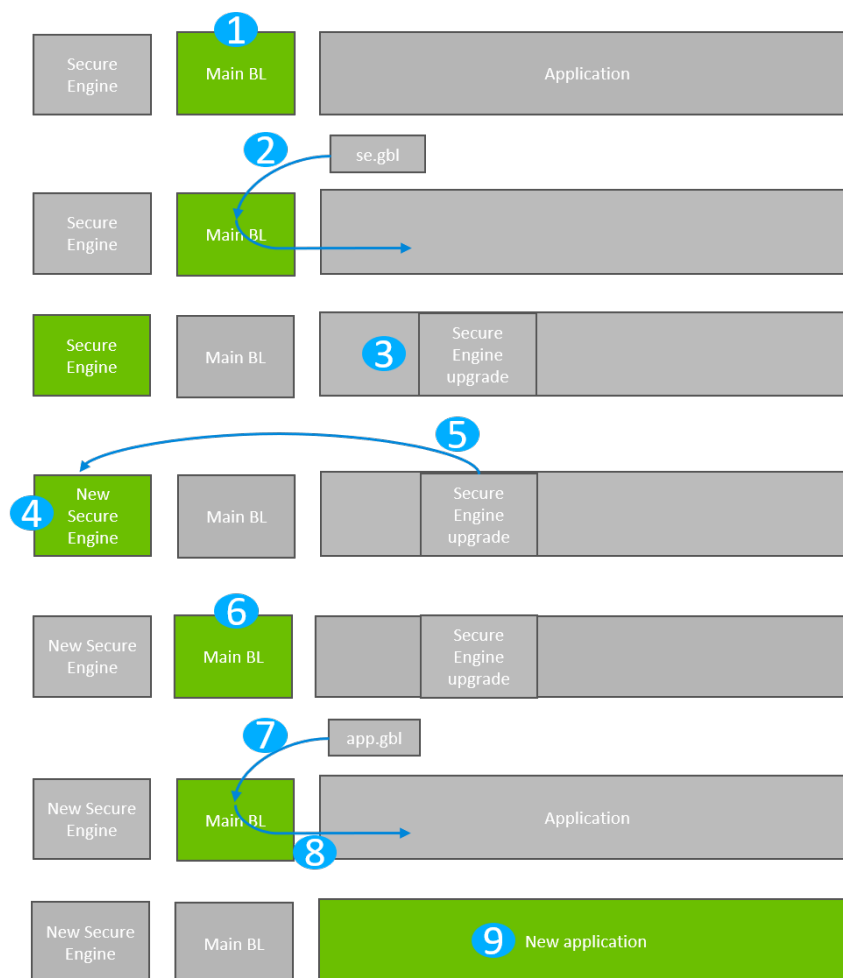 1
Secure
Engine
Main BL
Application
2
se.gbl
Secure
Engine
Main BL
Secure
Engine
Main BL
3
Secure
Engine
upgrade
5
4
New
Secure
Engine
Main BL
Secure
Engine
upgrade
6
New Secure
Engine
Main BL
Secure
Engine
upgrade
7
app.gbl
New Secure
Engine
Main BL
Application
8
New Secure
Engine
Main BL
9
New application